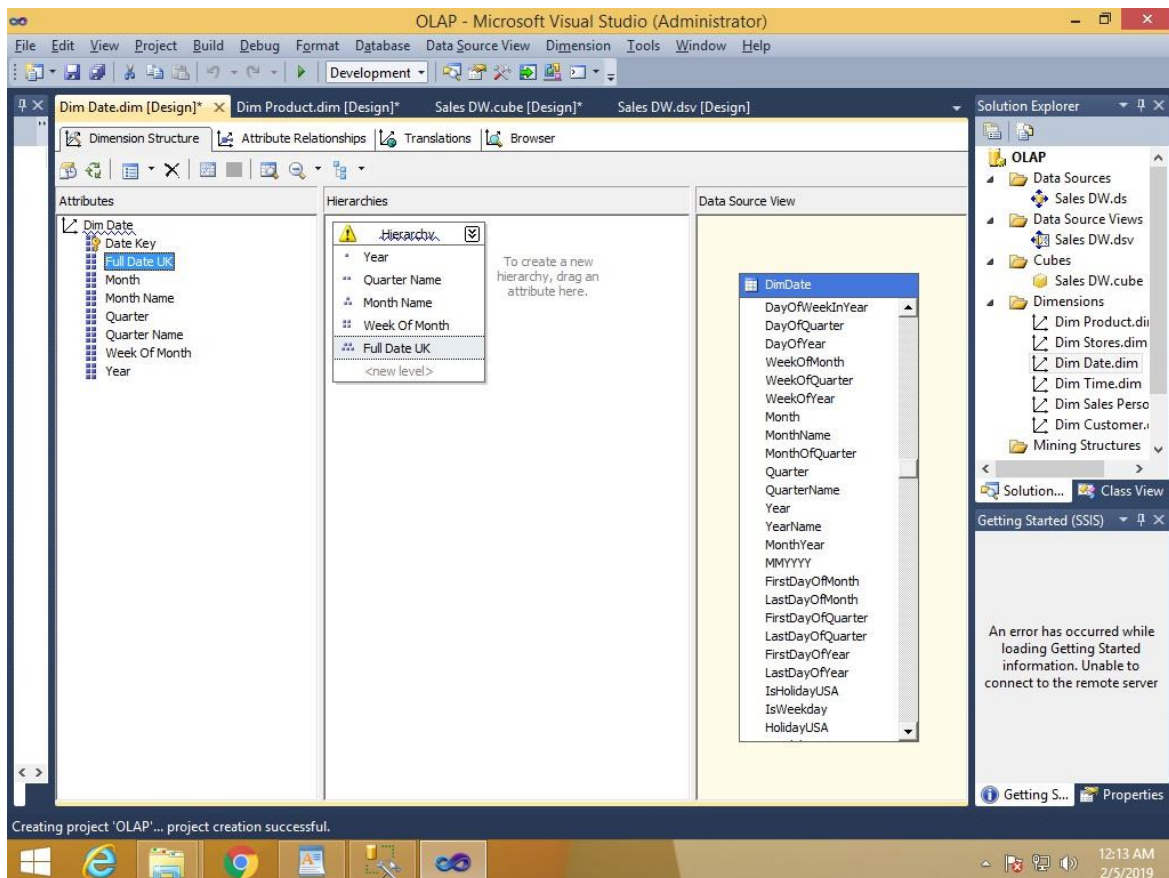 OLAP - Microsoft Visual Studio (Administrator)
File Edit View Project Build Debug Format Database Data Source View Dimension Tools Window Help
Development
Dim Date.dim [Design]* Dim Product.dim [Design]* Sales DW.cube [Design]* Sales DW.dsv [Design]
Dimension Structure Attribute Relationships Translations Browser
Attributes
Dim Date
Date Key
Full Date UK
Month
Month Name
Quarter
Quarter Name
Week Of Month
Year
Hierarchies
Hierarchy
Year
Quarter Name
Month Name
Week Of Month
Full Date UK
<new level>
To create a new
hierarchy, drag an
attribute here.
Data Source View
DimDate
DayOfWeekInYear
DayOfQuarter
DayOfYear
WeekOfMonth
WeekOfQuarter
WeekOfYear
Month
MonthName
MonthOfQuarter
Quarter
QuarterName
Year
YearName
MonthYear
MMYYYY
FirstDayOfMonth
LastDayOfMonth
FirstDayOfQuarter
LastDayOfQuarter
FirstDayOfYear
LastDayOfYear
IsHolidayUSA
IsWeekday
HolidayUSA
Solution Explorer
OLAP
Data Sources
Sales DW.ds
Data Source Views
Sales DW.dsv
Cubes
Sales DW.cube
Dimensions
Dim Product.di
Dim Stores.dim
Dim Date.dim
Dim Time.dim
Dim Sales Perso
Dim Customer.
Mining Structures
Solution... Class View
Getting Started (SSIS)
An error has occurred while
loading Getting Started
information. Unable to
connect to the remote server
Getting S... Properties
Creating project 'OLAP'... project creation successful.
12:13 AM
2/5/2019